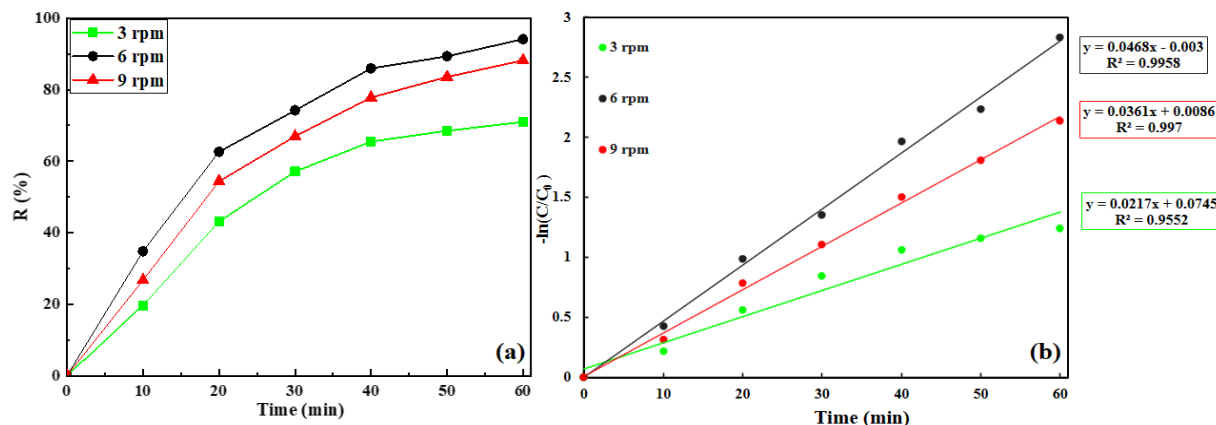 100
80
60
40
20
0
R (%)
3 rpm
6 rpm
9 rpm
(a)
0 10 20 30 40 50 60
Time (min)
3
2.5
2
1.5
1
0.5
0
-ln(C/C₀)
3 rpm
6 rpm
9 rpm
(b)
0 10 20 30 40 50 60
Time (min)
y = 0.0468x - 0.003
R² = 0.9958
y = 0.0361x + 0.0086
R² = 0.997
y = 0.0217x + 0.0745
R² = 0.9552